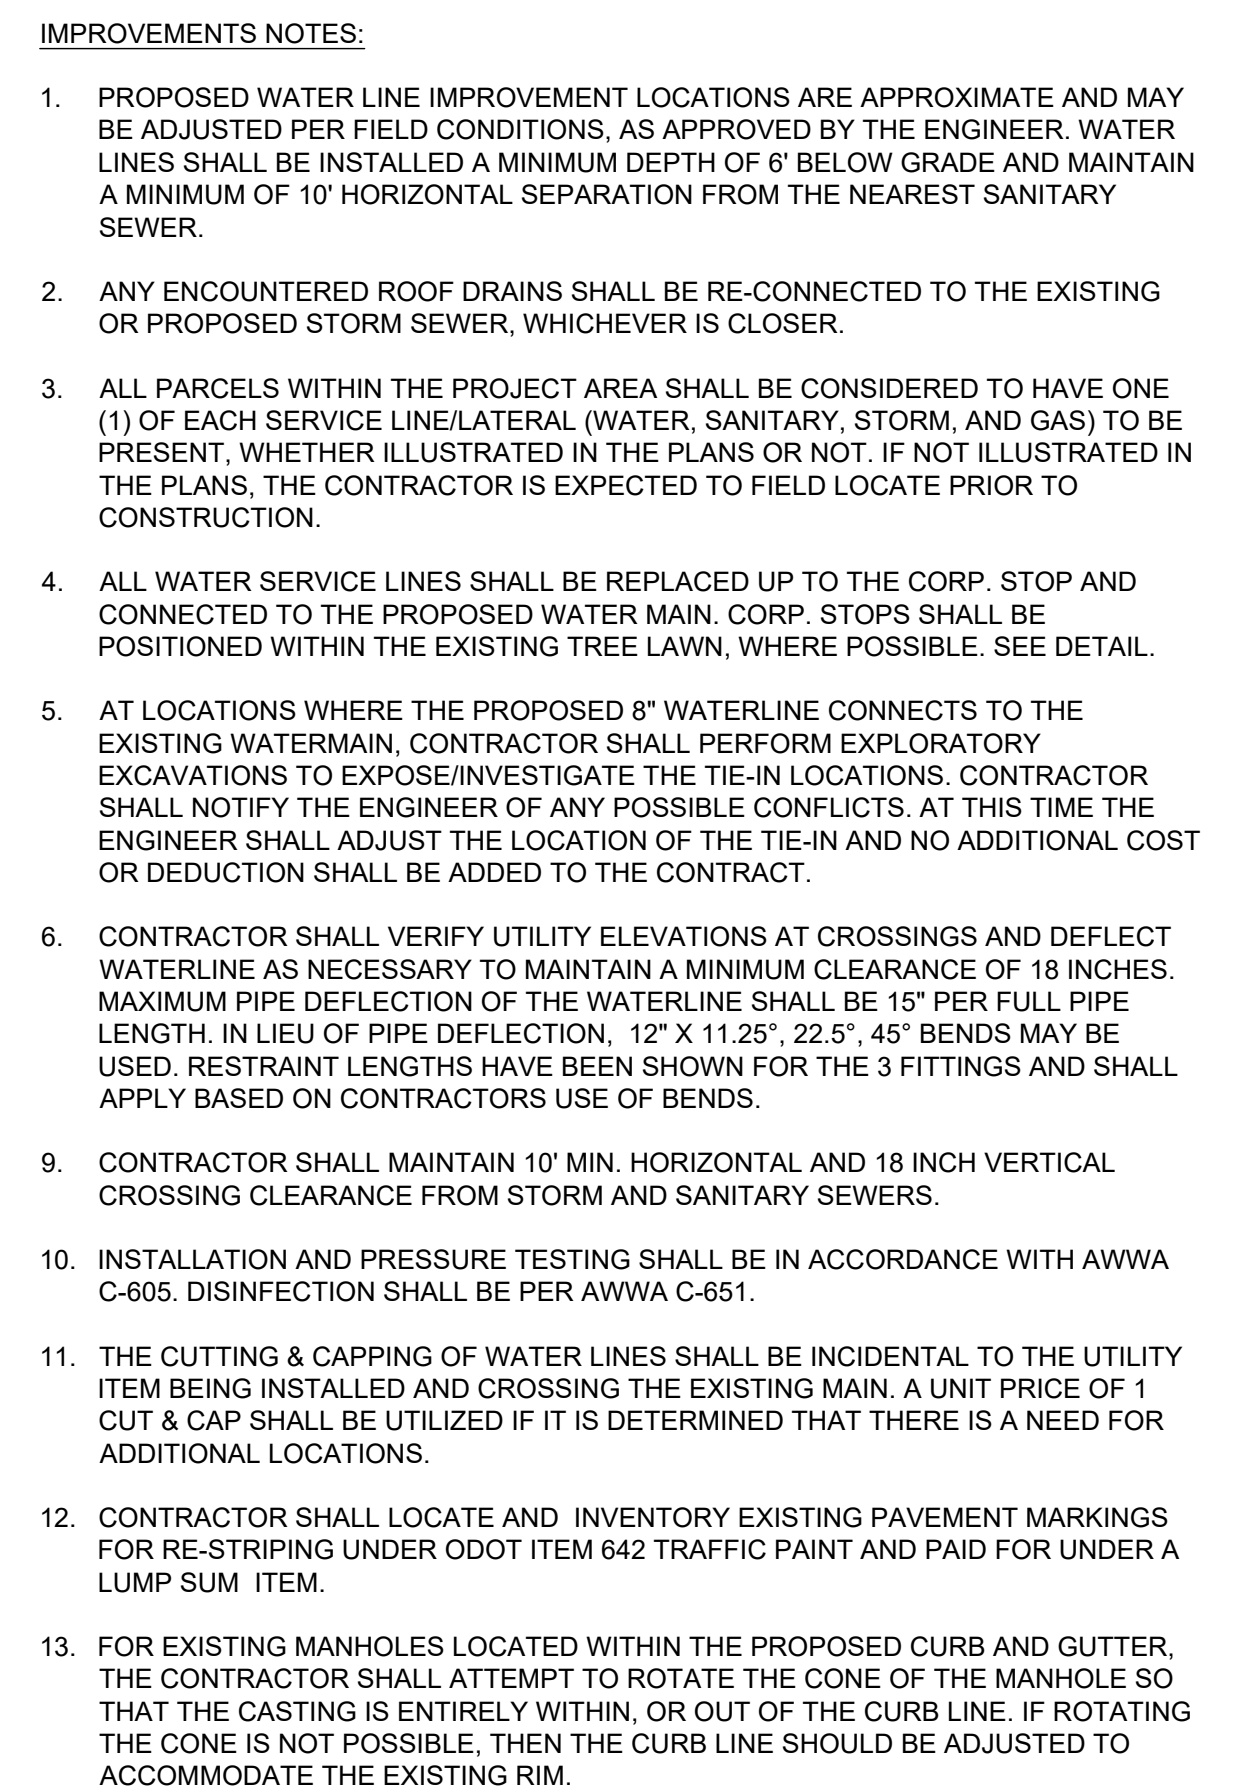 IMPROVEMENTS NOTES:
1. PROPOSED WATER LINE IMPROVEMENT LOCATIONS ARE APPROXIMATE AND MAY
BE ADJUSTED PER FIELD CONDITIONS, AS APPROVED BY THE ENGINEER. WATER
LINES SHALL BE INSTALLED A MINIMUM DEPTH OF 6' BELOW GRADE AND MAINTAIN
A MINIMUM OF 10' HORIZONTAL SEPARATION FROM THE NEAREST SANITARY
SEWER.
2. ANY ENCOUNTERED ROOF DRAINS SHALL BE RE-CONNECTED TO THE EXISTING
OR PROPOSED STORM SEWER, WHICHEVER IS CLOSER.
3. ALL PARCELS WITHIN THE PROJECT AREA SHALL BE CONSIDERED TO HAVE ONE
(1) OF EACH SERVICE LINE/LATERAL (WATER, SANITARY, STORM, AND GAS) TO BE
PRESENT, WHETHER ILLUSTRATED IN THE PLANS OR NOT. IF NOT ILLUSTRATED IN
THE PLANS, THE CONTRACTOR IS EXPECTED TO FIELD LOCATE PRIOR TO
CONSTRUCTION.
4. ALL WATER SERVICE LINES SHALL BE REPLACED UP TO THE CORP. STOP AND
CONNECTED TO THE PROPOSED WATER MAIN. CORP. STOPS SHALL BE
POSITIONED WITHIN THE EXISTING TREE LAWN, WHERE POSSIBLE. SEE DETAIL.
5. AT LOCATIONS WHERE THE PROPOSED 8" WATERLINE CONNECTS TO THE
EXISTING WATERMAIN, CONTRACTOR SHALL PERFORM EXPLORATORY
EXCAVATIONS TO EXPOSE/INVESTIGATE THE TIE-IN LOCATIONS. CONTRACTOR
SHALL NOTIFY THE ENGINEER OF ANY POSSIBLE CONFLICTS. AT THIS TIME THE
ENGINEER SHALL ADJUST THE LOCATION OF THE TIE-IN AND NO ADDITIONAL COST
OR DEDUCTION SHALL BE ADDED TO THE CONTRACT.
6. CONTRACTOR SHALL VERIFY UTILITY ELEVATIONS AT CROSSINGS AND DEFLECT
WATERLINE AS NECESSARY TO MAINTAIN A MINIMUM CLEARANCE OF 18 INCHES.
MAXIMUM PIPE DEFLECTION OF THE WATERLINE SHALL BE 15" PER FULL PIPE
LENGTH. IN LIEU OF PIPE DEFLECTION, 12" X 11.25°, 22.5°, 45° BENDS MAY BE
USED. RESTRAINT LENGTHS HAVE BEEN SHOWN FOR THE 3 FITTINGS AND SHALL
APPLY BASED ON CONTRACTORS USE OF BENDS.
9. CONTRACTOR SHALL MAINTAIN 10' MIN. HORIZONTAL AND 18 INCH VERTICAL
CROSSING CLEARANCE FROM STORM AND SANITARY SEWERS.
10. INSTALLATION AND PRESSURE TESTING SHALL BE IN ACCORDANCE WITH AWWA
C-605. DISINFECTION SHALL BE PER AWWA C-651.
11. THE CUTTING & CAPPING OF WATER LINES SHALL BE INCIDENTAL TO THE UTILITY
ITEM BEING INSTALLED AND CROSSING THE EXISTING MAIN. A UNIT PRICE OF 1
CUT & CAP SHALL BE UTILIZED IF IT IS DETERMINED THAT THERE IS A NEED FOR
ADDITIONAL LOCATIONS.
12. CONTRACTOR SHALL LOCATE AND INVENTORY EXISTING PAVEMENT MARKINGS
FOR RE-STRIPING UNDER ODOT ITEM 642 TRAFFIC PAINT AND PAID FOR UNDER A
LUMP SUM ITEM.
13. FOR EXISTING MANHOLES LOCATED WITHIN THE PROPOSED CURB AND GUTTER,
THE CONTRACTOR SHALL ATTEMPT TO ROTATE THE CONE OF THE MANHOLE SO
THAT THE CASTING IS ENTIRELY WITHIN, OR OUT OF THE CURB LINE. IF ROTATING
THE CONE IS NOT POSSIBLE, THEN THE CURB LINE SHOULD BE ADJUSTED TO
ACCOMMODATE THE EXISTING RIM.